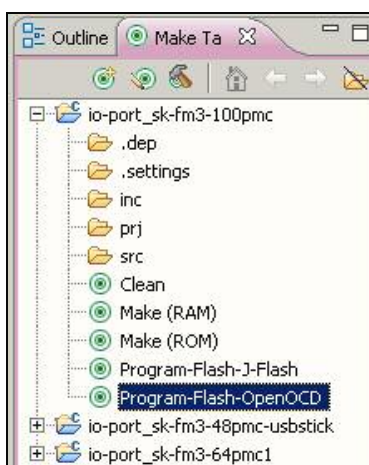 Outline Make Ta
io-port_sk-fm3-100pmc
.dep
.settings
inc
prj
src
Clean
Make (RAM)
Make (ROM)
Program-Flash-J-Flash
Program-Flash-OpenOCD
io-port_sk-fm3-48pmc-usbstick
io-port_sk-fm3-64pmc1